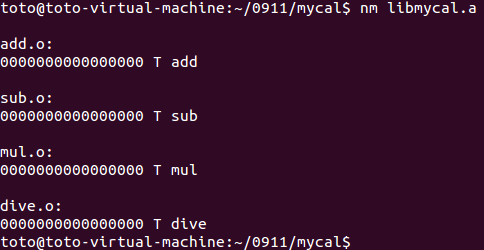 toto@toto-virtual-machine:~/0911/mycal$ nm libmycal.a
add.o:
0000000000000000 T add
sub.o:
0000000000000000 T sub
mul.o:
0000000000000000 T mul
dive.o:
0000000000000000 T dive
toto@toto-virtual-machine:~/0911/mycal$